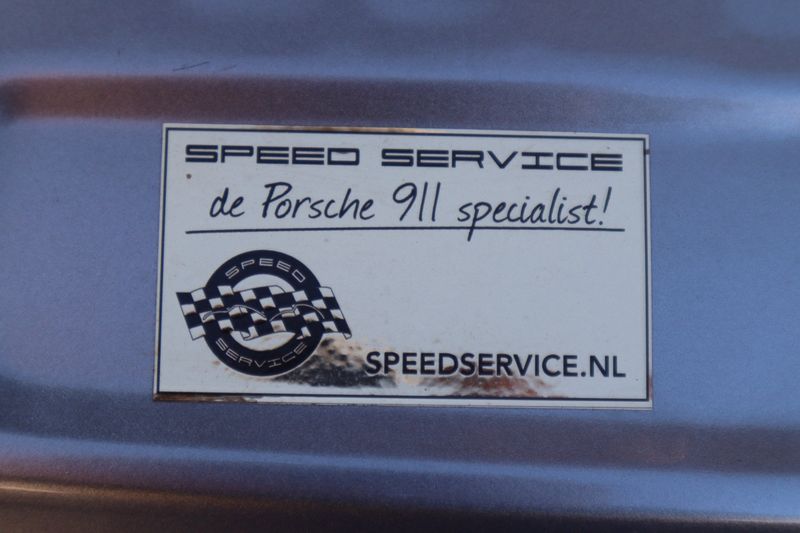 SPEED SERVICE
de Porsche 911 specialist!
SPEED
SERVICE
SPEEDSERVICE.NL